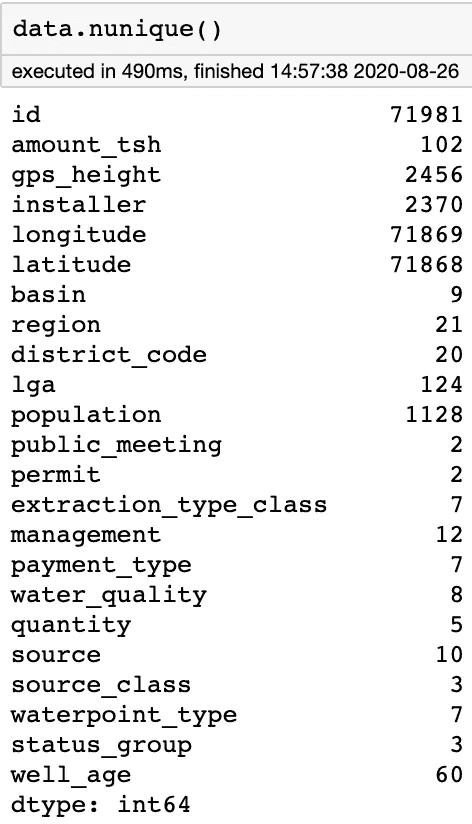 data.nunique()
executed in 490ms, finished 14:57:38 2020-08-26
id 71981
amount_tsh 102
gps_height 2456
installer 2370
longitude 71869
latitude 71868
basin 9
region 21
district_code 20
lga 124
population 1128
public_meeting 2
permit 2
extraction_type_class 7
management 12
payment_type 7
water_quality 8
quantity 5
source 10
source_class 3
waterpoint_type 7
status_group 3
well_age 60
dtype: int64